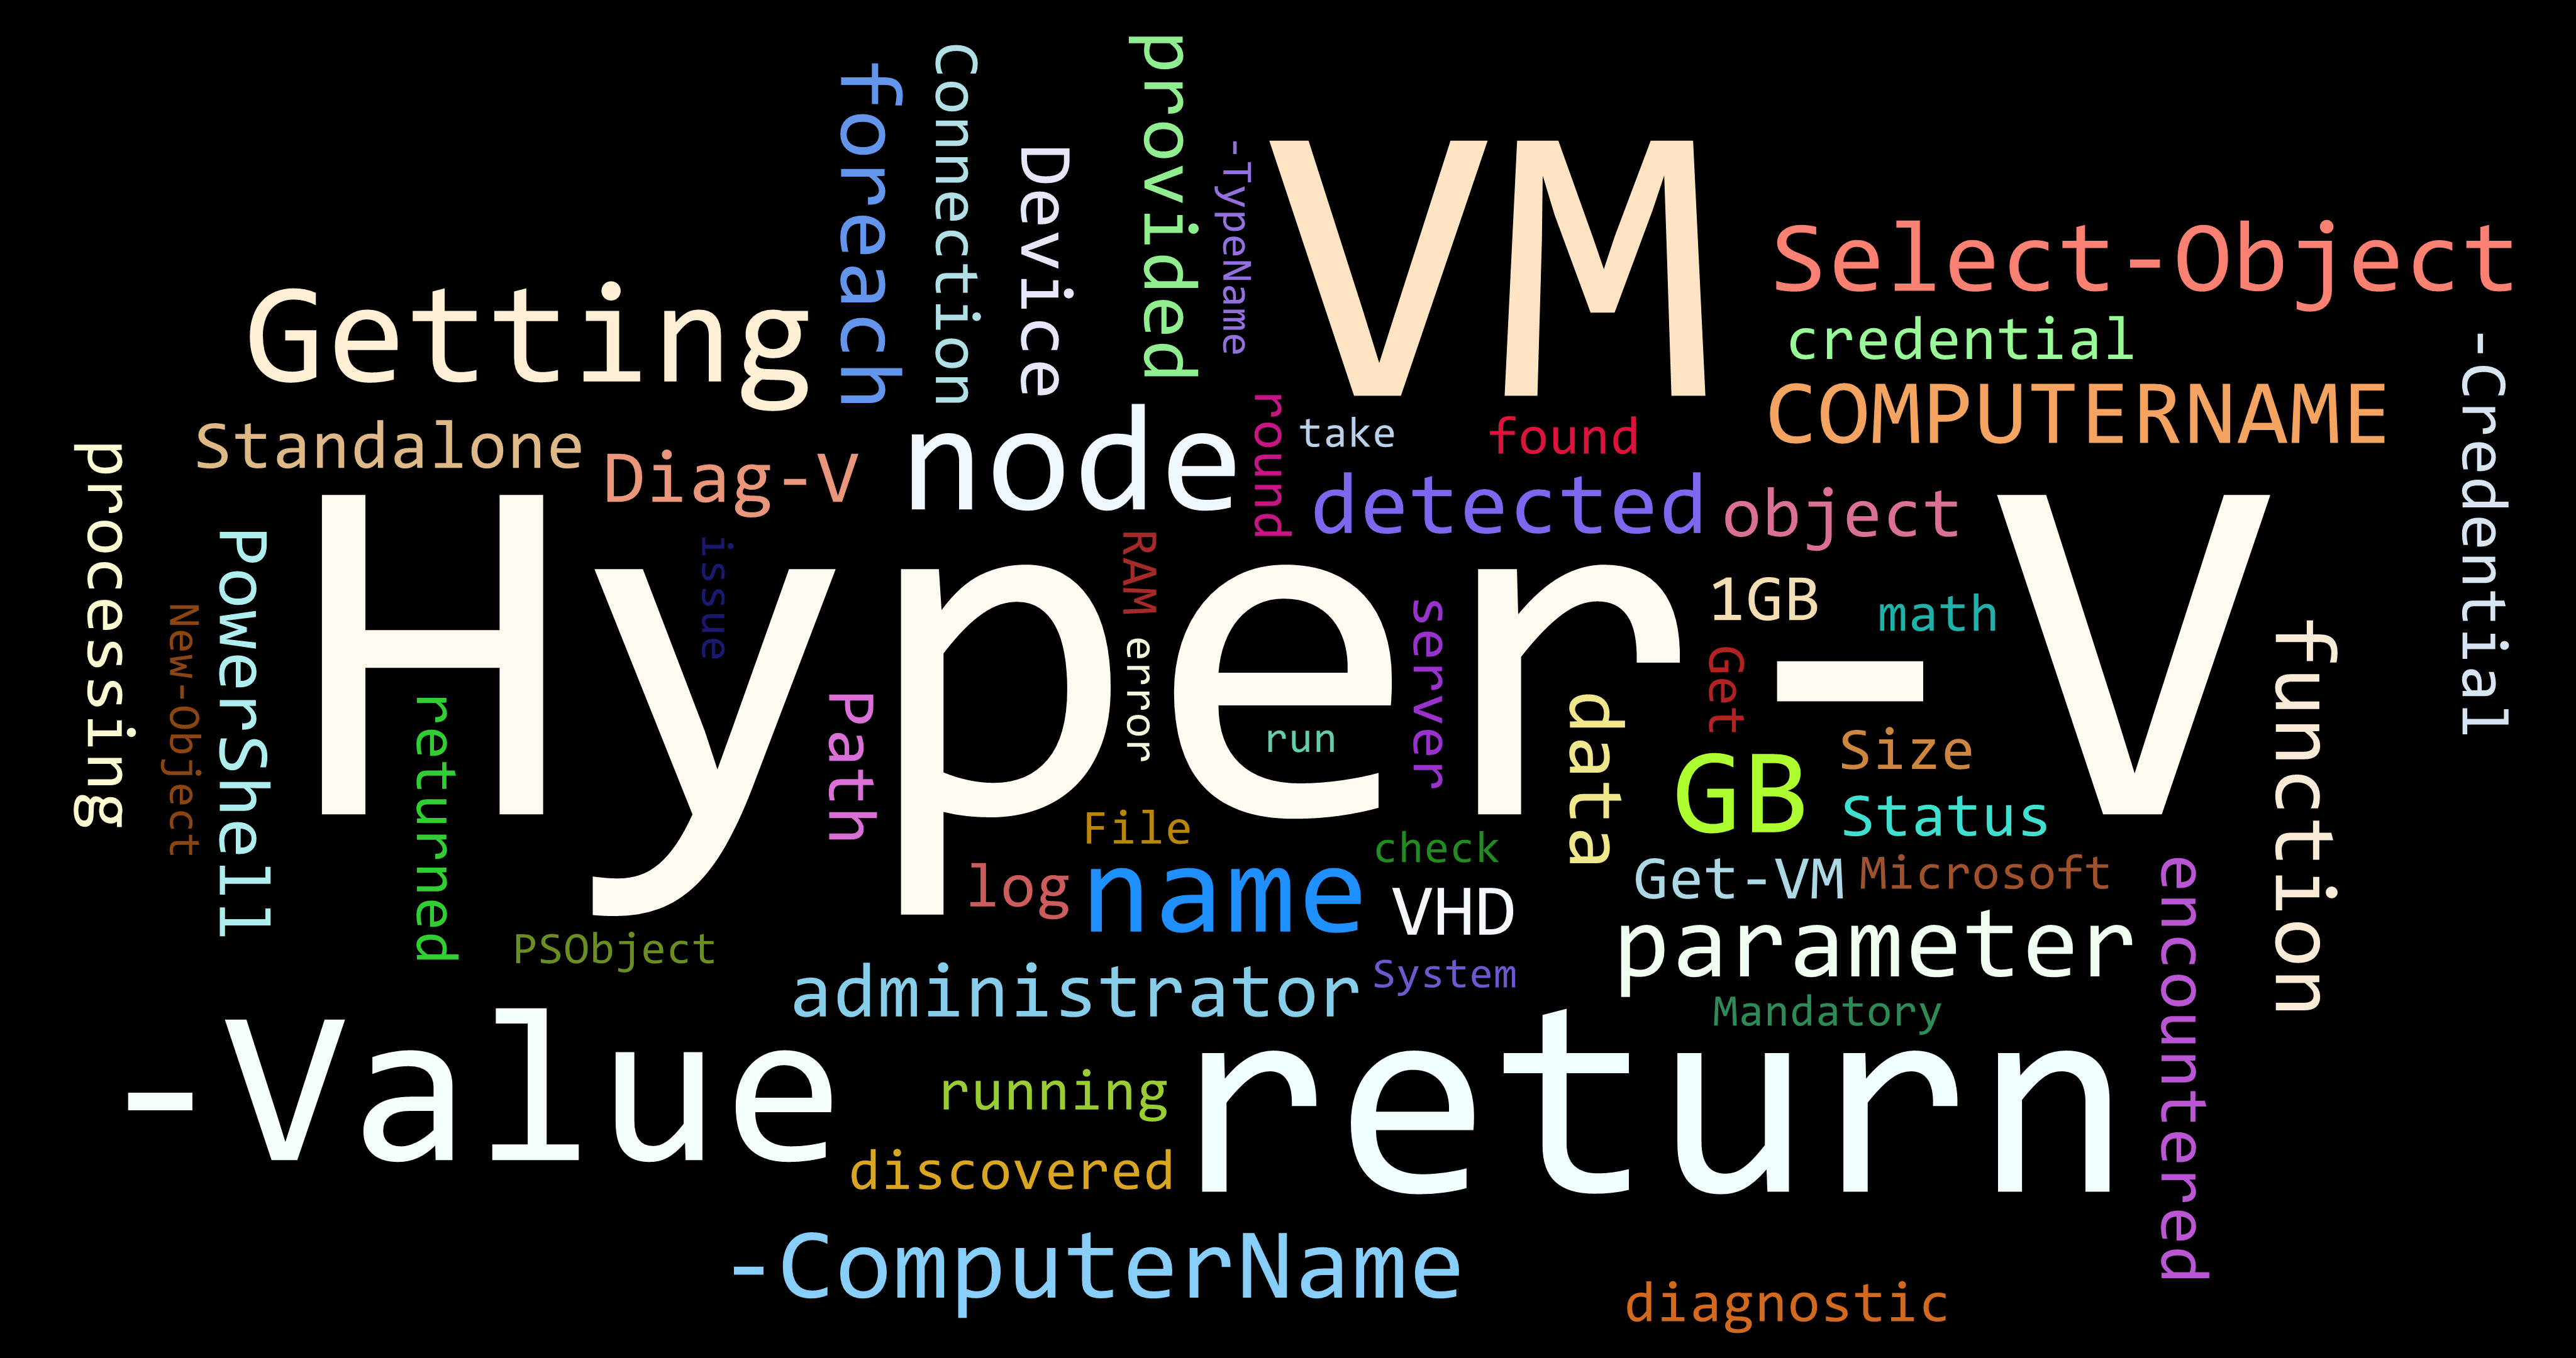 provided
Connection
foreach
Device
-TypeName
VM
Select-Object
Getting
credential
-Credential
COMPUTERNAME
round
take
found
node
Standalone
Diag-V
processing
detected
object
Hyper-V
PowerShell
issue
RAM
1GB
math
New-Object
server
error
function
Get
returned
Path
data
run
Size
GB
Status
File
check
log
name
VHD
Get-VM
Microsoft
encountered
parameter
PSObject
administrator
System
Mandatory
-Value
return
running
discovered
-ComputerName
diagnostic